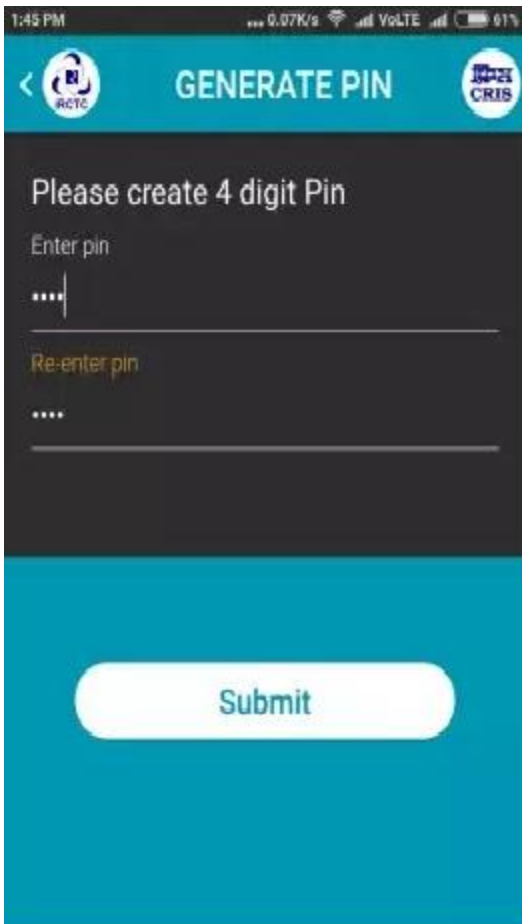 1:45 PM ... 0.07K/s VoLTE 61%
< IRCTC GENERATE PIN क्रिस CRIS
Please create 4 digit Pin
Enter pin
••••
Re-enter pin
••••
Submit